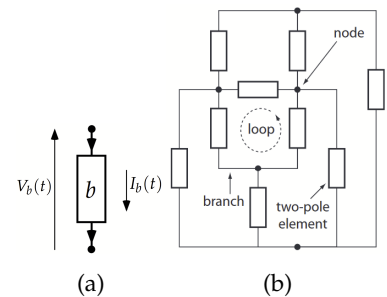 node
loop
V_b(t)
b
I_b(t)
branch
two-pole
element
(a)
(b)